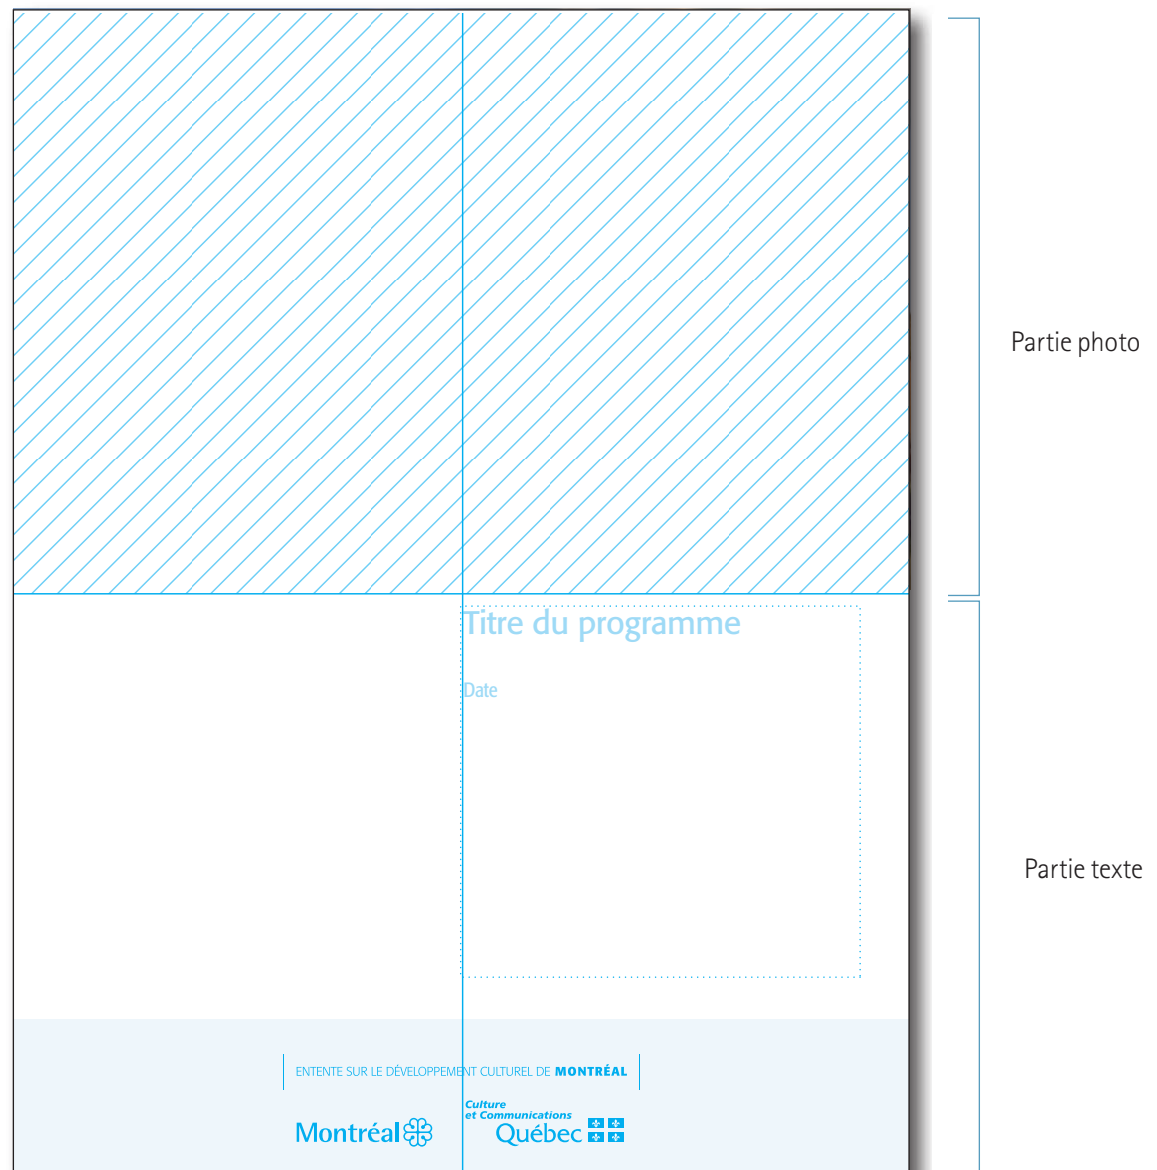 Partie photo
Titre du programme
Date
Partie texte
ENTENTE SUR LE DÉVELOPPEMENT CULTUREL DE MONTRÉAL
Culture
et Communications
Montréal Québec